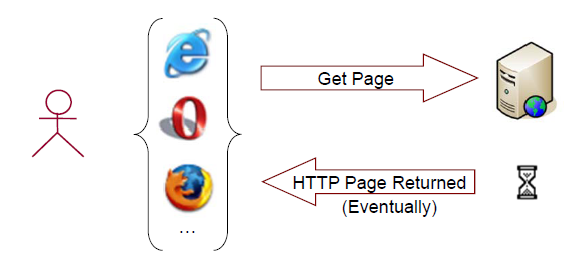 Get Page
HTTP Page Returned
(Eventually)
...